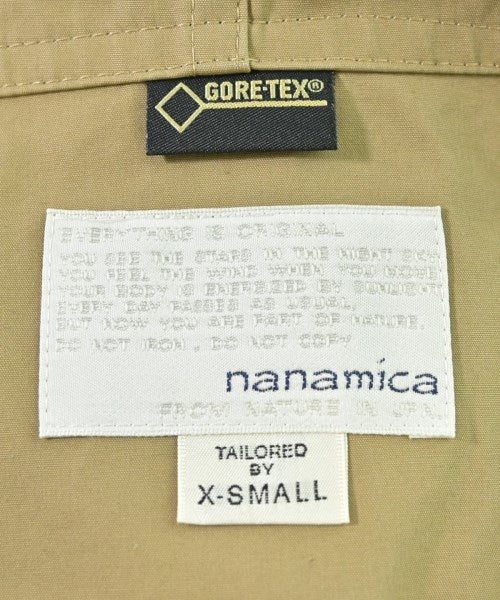 GORE-TEX®
EVERYTHING IS ORIGINAL
YOU SEE THE STARS IN THE NIGHT SKY.
YOU FEEL THE WIND WHEN YOU MOVE.
YOUR BODY IS ENERGIZED BY SUNLIGHT.
EVERY DAY PASSES AS USUAL,
BUT NOW YOU ARE PART OF NATURE.
DO NOT IRON, DO NOT COPY
nanamica
FROM NATURE IN JPN.
TAILORED
BY
X-SMALL